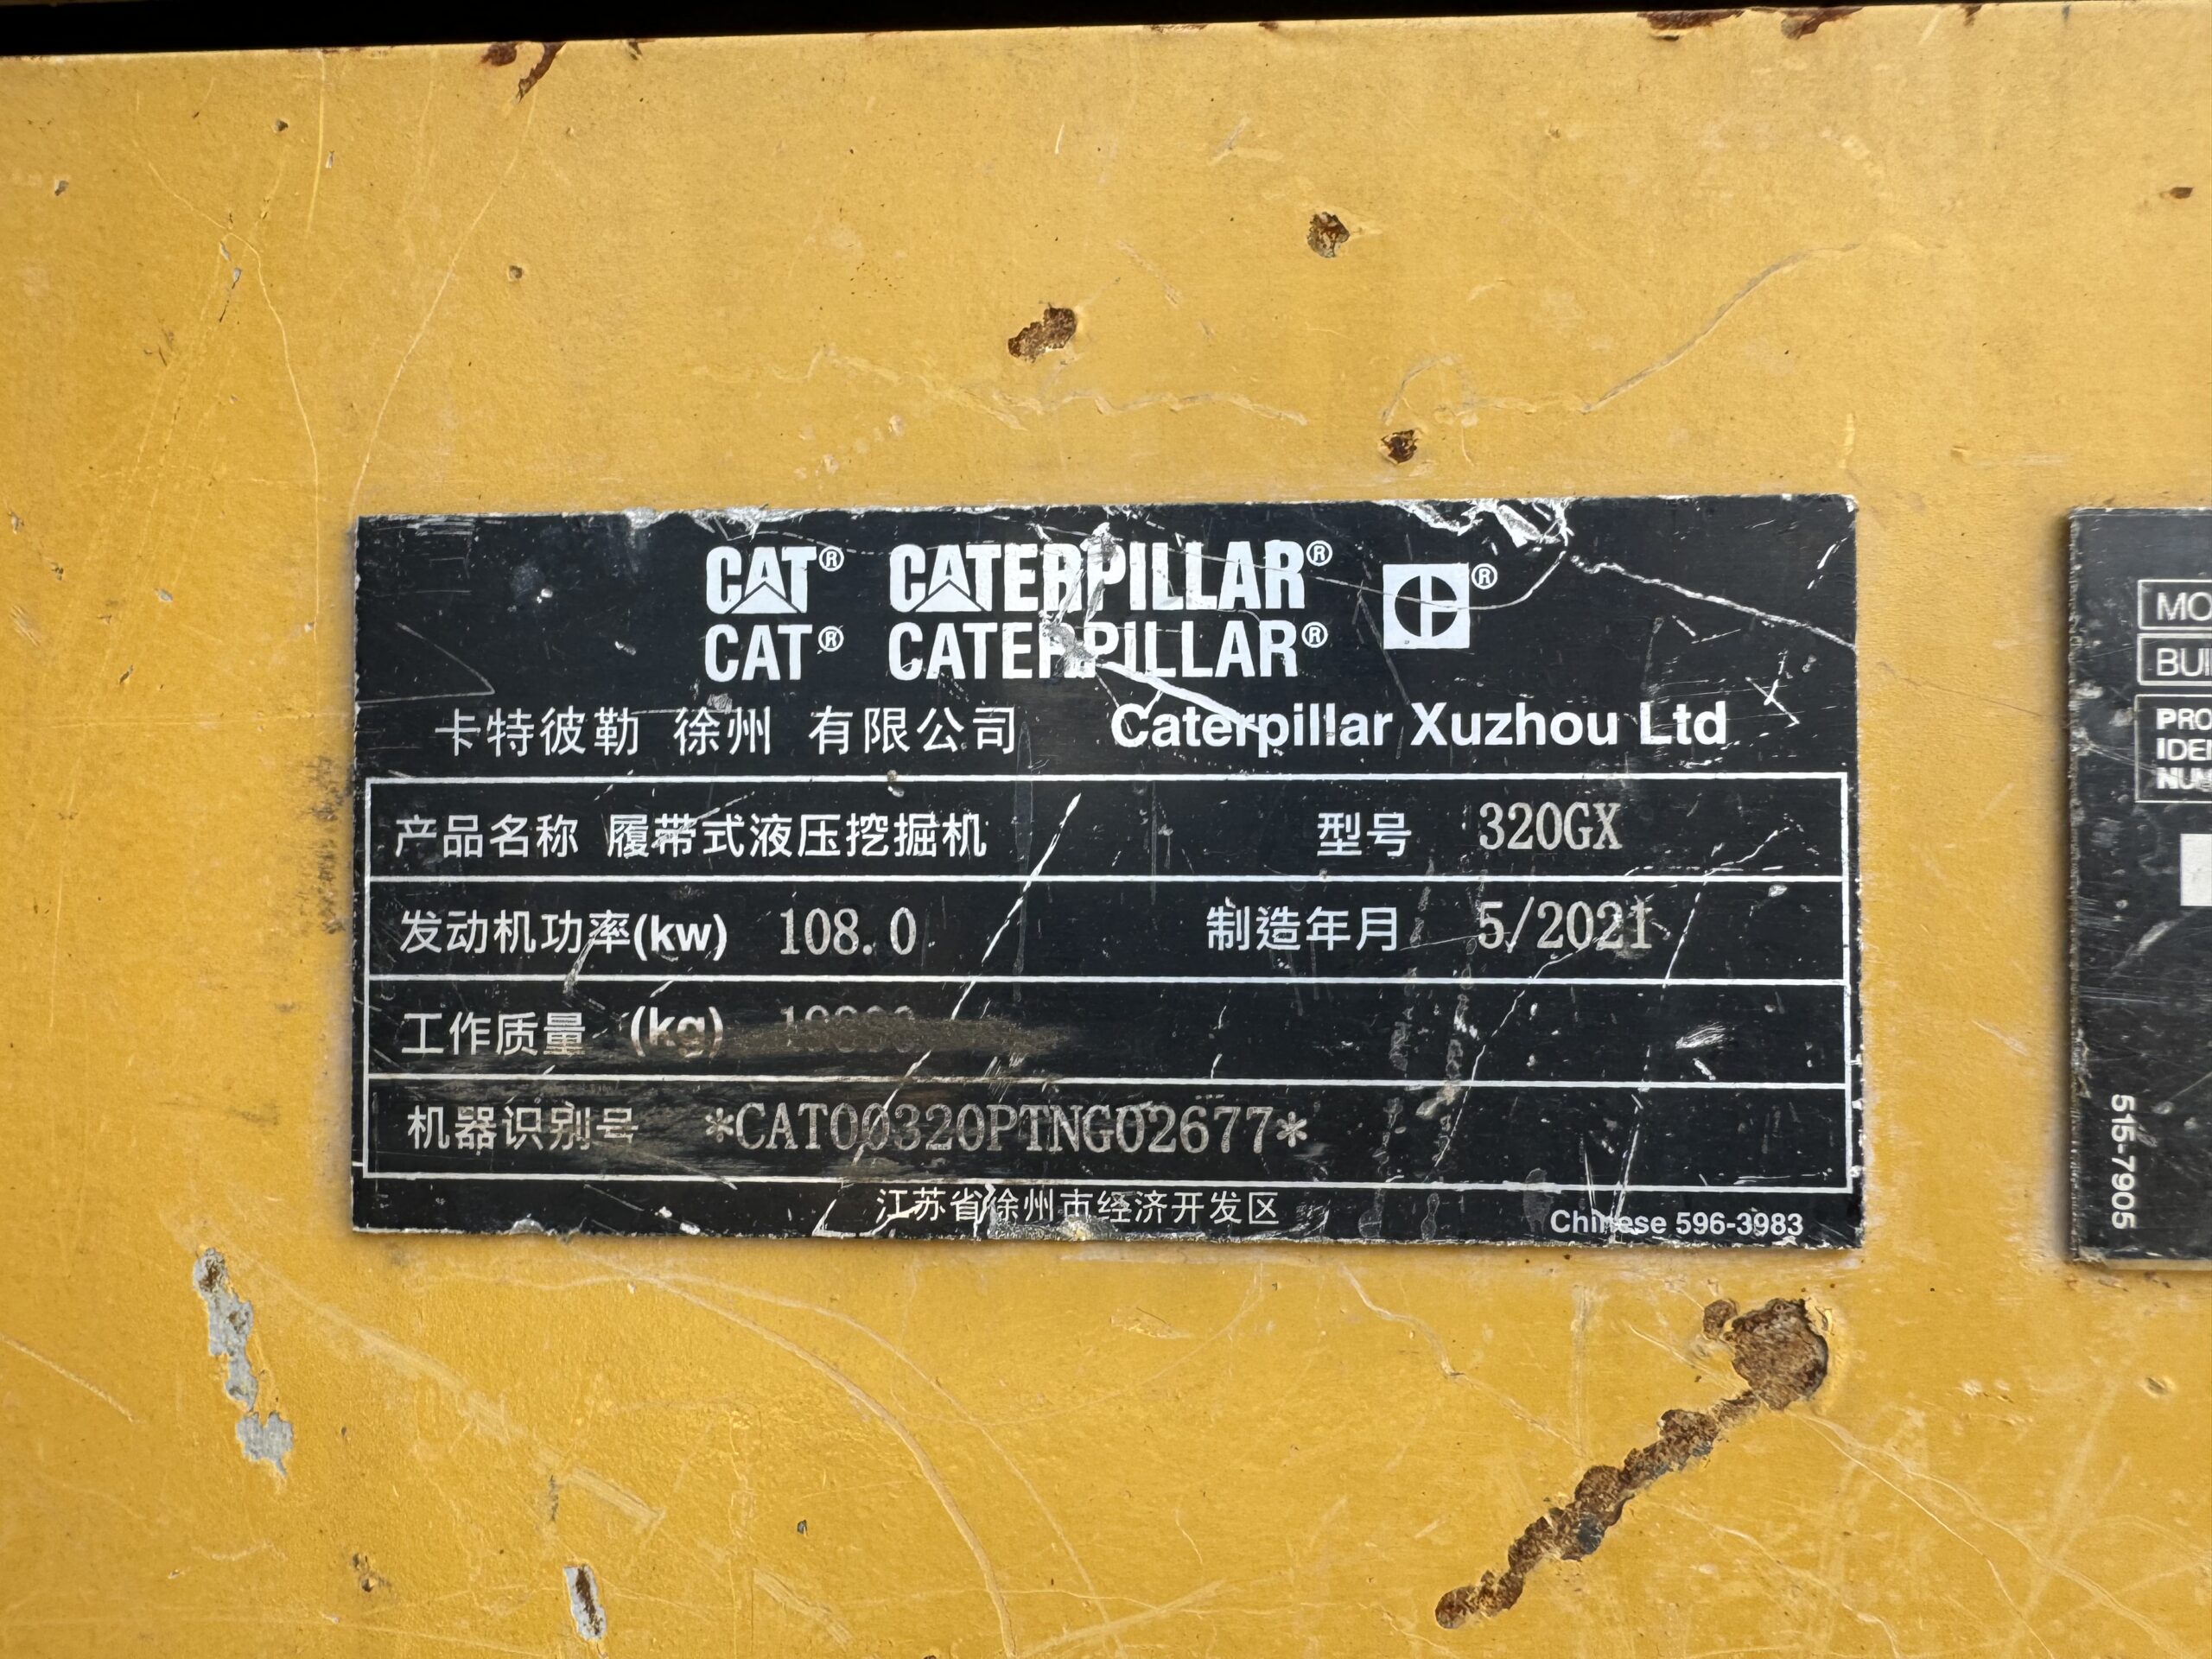 CAT® CATERPILLAR® ®
CAT® CATERPILLAR®
卡特彼勒 徐州 有限公司 Caterpillar Xuzhou Ltd
产品名称 履带式液压挖掘机 型号 320GX
发动机功率(kw) 108.0 制造年月 5/2021
工作质量 (kg)
机器识别号 *CAT00320PTNG02677*
江苏省徐州市经济开发区
Chinese 596-3983
MO
BUI
PRO
IDEN
NUM
515-7905